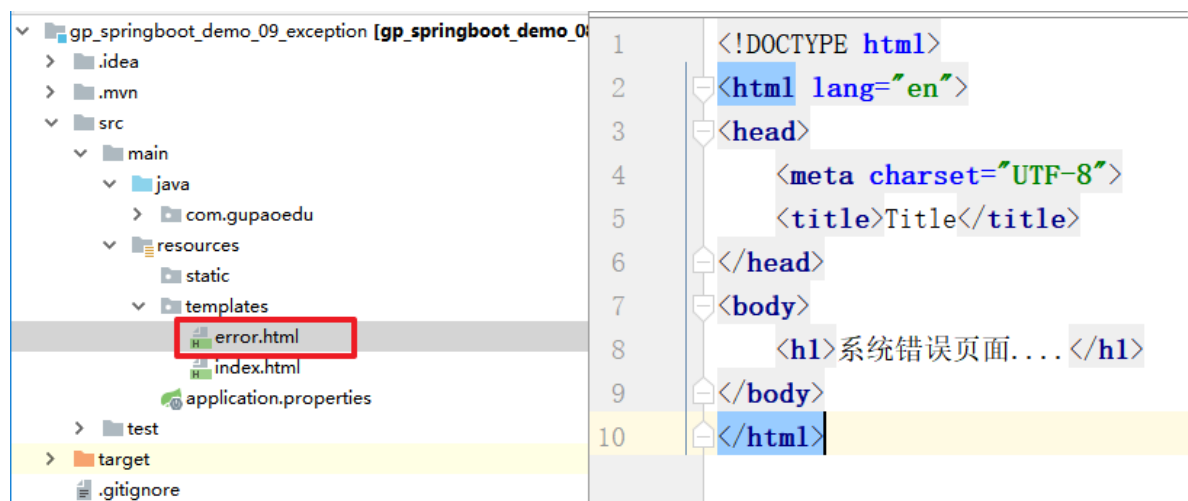 gp_springboot_demo_09_exception [gp_springboot_demo_0
.idea
.mvn
src
main
java
com.gupaoedu
resources
static
templates
error.html
index.html
application.properties
test
target
.gitignore
1 <!DOCTYPE html>
2 <html lang="en">
3 <head>
4 <meta charset="UTF-8">
5 <title>Title</title>
6 </head>
7 <body>
8 <h1>系统错误页面....</h1>
9 </body>
10 </html>